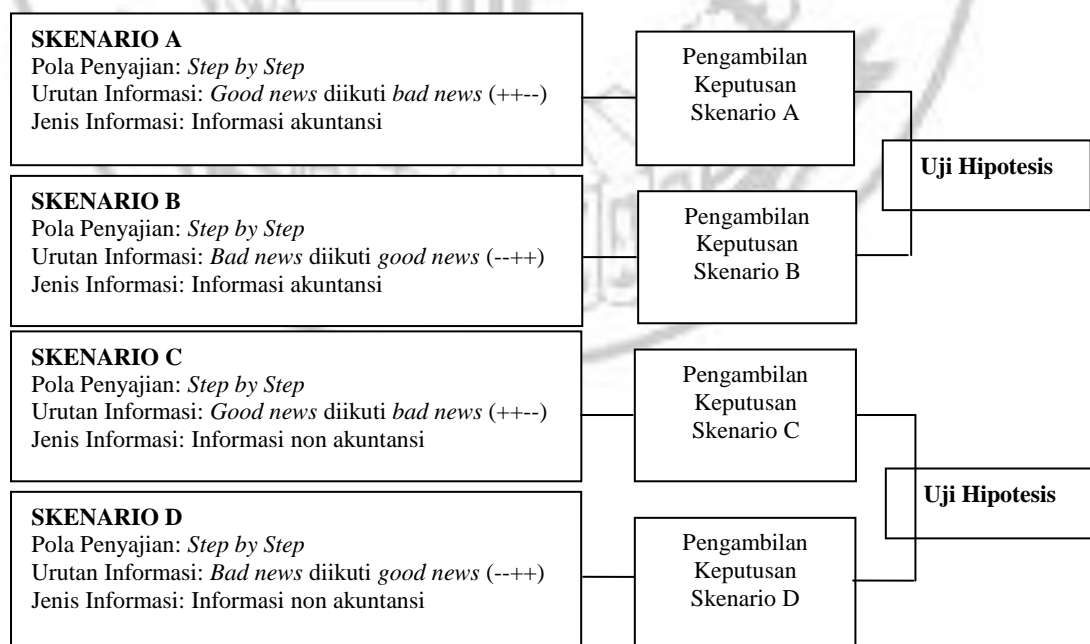 SKENARIO A
Pola Penyajian: Step by Step
Urutan Informasi: Good news diikuti bad news (++--)
Jenis Informasi: Informasi akuntansi
Pengambilan
Keputusan
Skenario A
Uji Hipotesis
SKENARIO B
Pola Penyajian: Step by Step
Urutan Informasi: Bad news diikuti good news (--++)
Jenis Informasi: Informasi akuntansi
Pengambilan
Keputusan
Skenario B
SKENARIO C
Pola Penyajian: Step by Step
Urutan Informasi: Good news diikuti bad news (++--)
Jenis Informasi: Informasi non akuntansi
Pengambilan
Keputusan
Skenario C
Uji Hipotesis
SKENARIO D
Pola Penyajian: Step by Step
Urutan Informasi: Bad news diikuti good news (--++)
Jenis Informasi: Informasi non akuntansi
Pengambilan
Keputusan
Skenario D